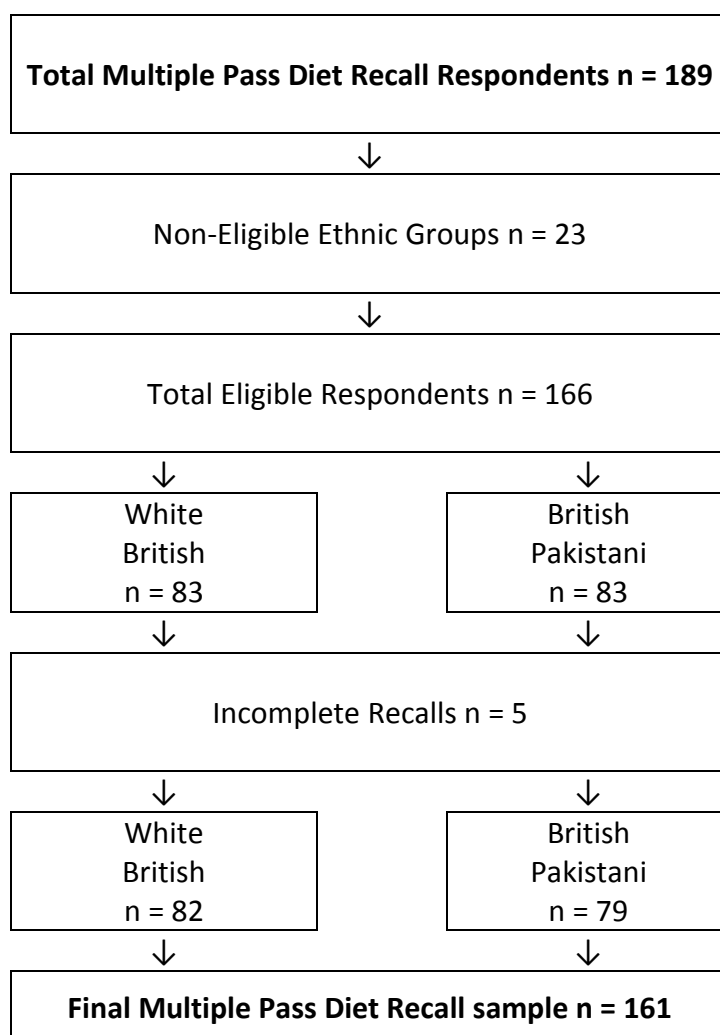 Total Multiple Pass Diet Recall Respondents n = 189
↓
Non-Eligible Ethnic Groups n = 23
↓
Total Eligible Respondents n = 166
↓ ↓
White
British
n = 83
British
Pakistani
n = 83
↓ ↓
Incomplete Recalls n = 5
↓ ↓
White
British
n = 82
British
Pakistani
n = 79
↓ ↓
Final Multiple Pass Diet Recall sample n = 161